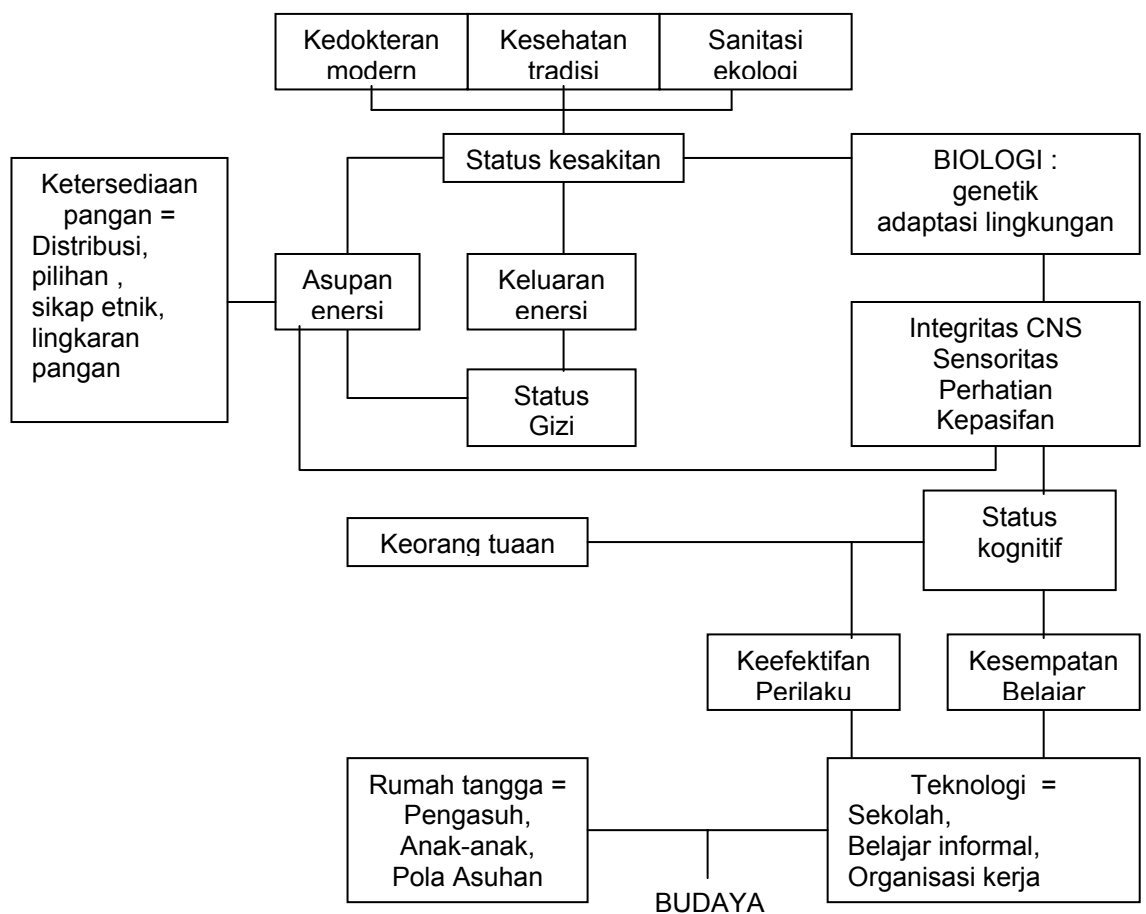 Kedokteran
modern
Kesehatan
tradisi
Sanitasi
ekologi
Status kesakitan
Ketersediaan
pangan =
Distribusi,
pilihan ,
sikap etnik,
lingkaran
pangan
BIOLOGI :
genetik
adaptasi lingkungan
Asupan
enersi
Keluaran
enersi
Integritas CNS
Sensoritas
Perhatian
Kepasifan
Status
Gizi
Status
kognitif
Keorang tuaan
Keefektifan
Perilaku
Kesempatan
Belajar
Rumah tangga =
Pengasuh,
Anak-anak,
Pola Asuhan
Teknologi =
Sekolah,
Belajar informal,
Organisasi kerja
BUDAYA